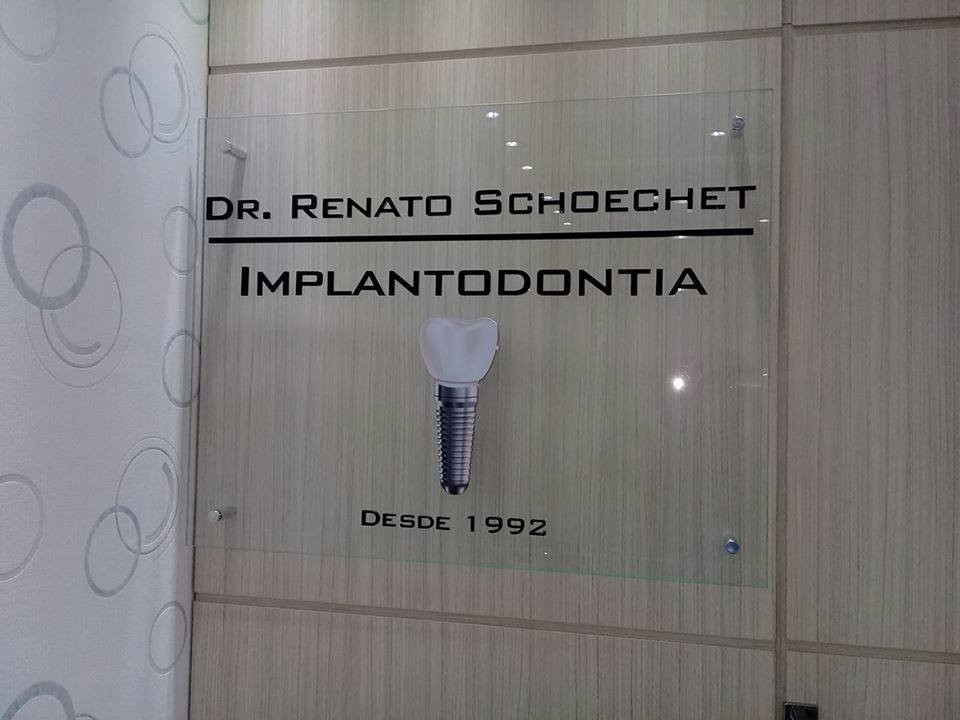 DR. RENATO SCHOECHET
IMPLANTODONTIA
DESDE 1992